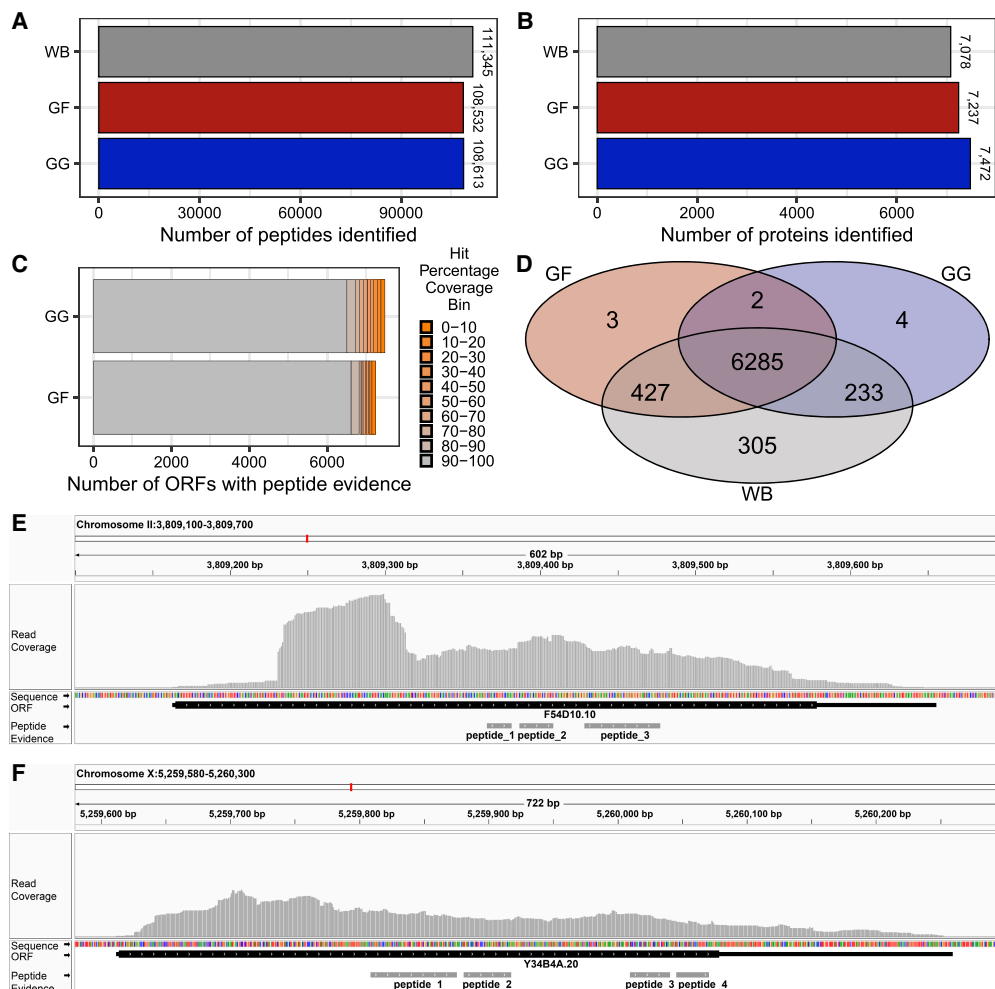 A
WB
GF
GG
111,345
108,532
108,613
0
30000
60000
90000
Number of peptides identified
B
WB
GF
GG
7,078
7,237
7,472
0
2000
4000
6000
Number of proteins identified
C
GG
GF
0
2000
4000
6000
Number of ORFs with peptide evidence
Hit
Percentage
Coverage
Bin
0−10
10−20
20−30
30−40
40−50
50−60
60−70
70−80
80−90
90−100
D
GF
GG
3
2
4
6285
427
233
305
WB
E
Chromosome II:3,809,100-3,809,700
602 bp
3,809,200 bp
3,809,300 bp
3,809,400 bp
3,809,500 bp
3,809,600 bp
Read
Coverage
Sequence
ORF
F54D10.10
Peptide
Evidence
peptide_1
peptide_2
peptide_3
F
Chromosome X:5,259,580-5,260,300
722 bp
5,259,600 bp
5,259,700 bp
5,259,800 bp
5,259,900 bp
5,260,000 bp
5,260,100 bp
5,260,200 bp
Read
Coverage
Sequence
ORF
Y34B4A.20
Peptide
Evidence
peptide_1
peptide_2
peptide_3
peptide_4